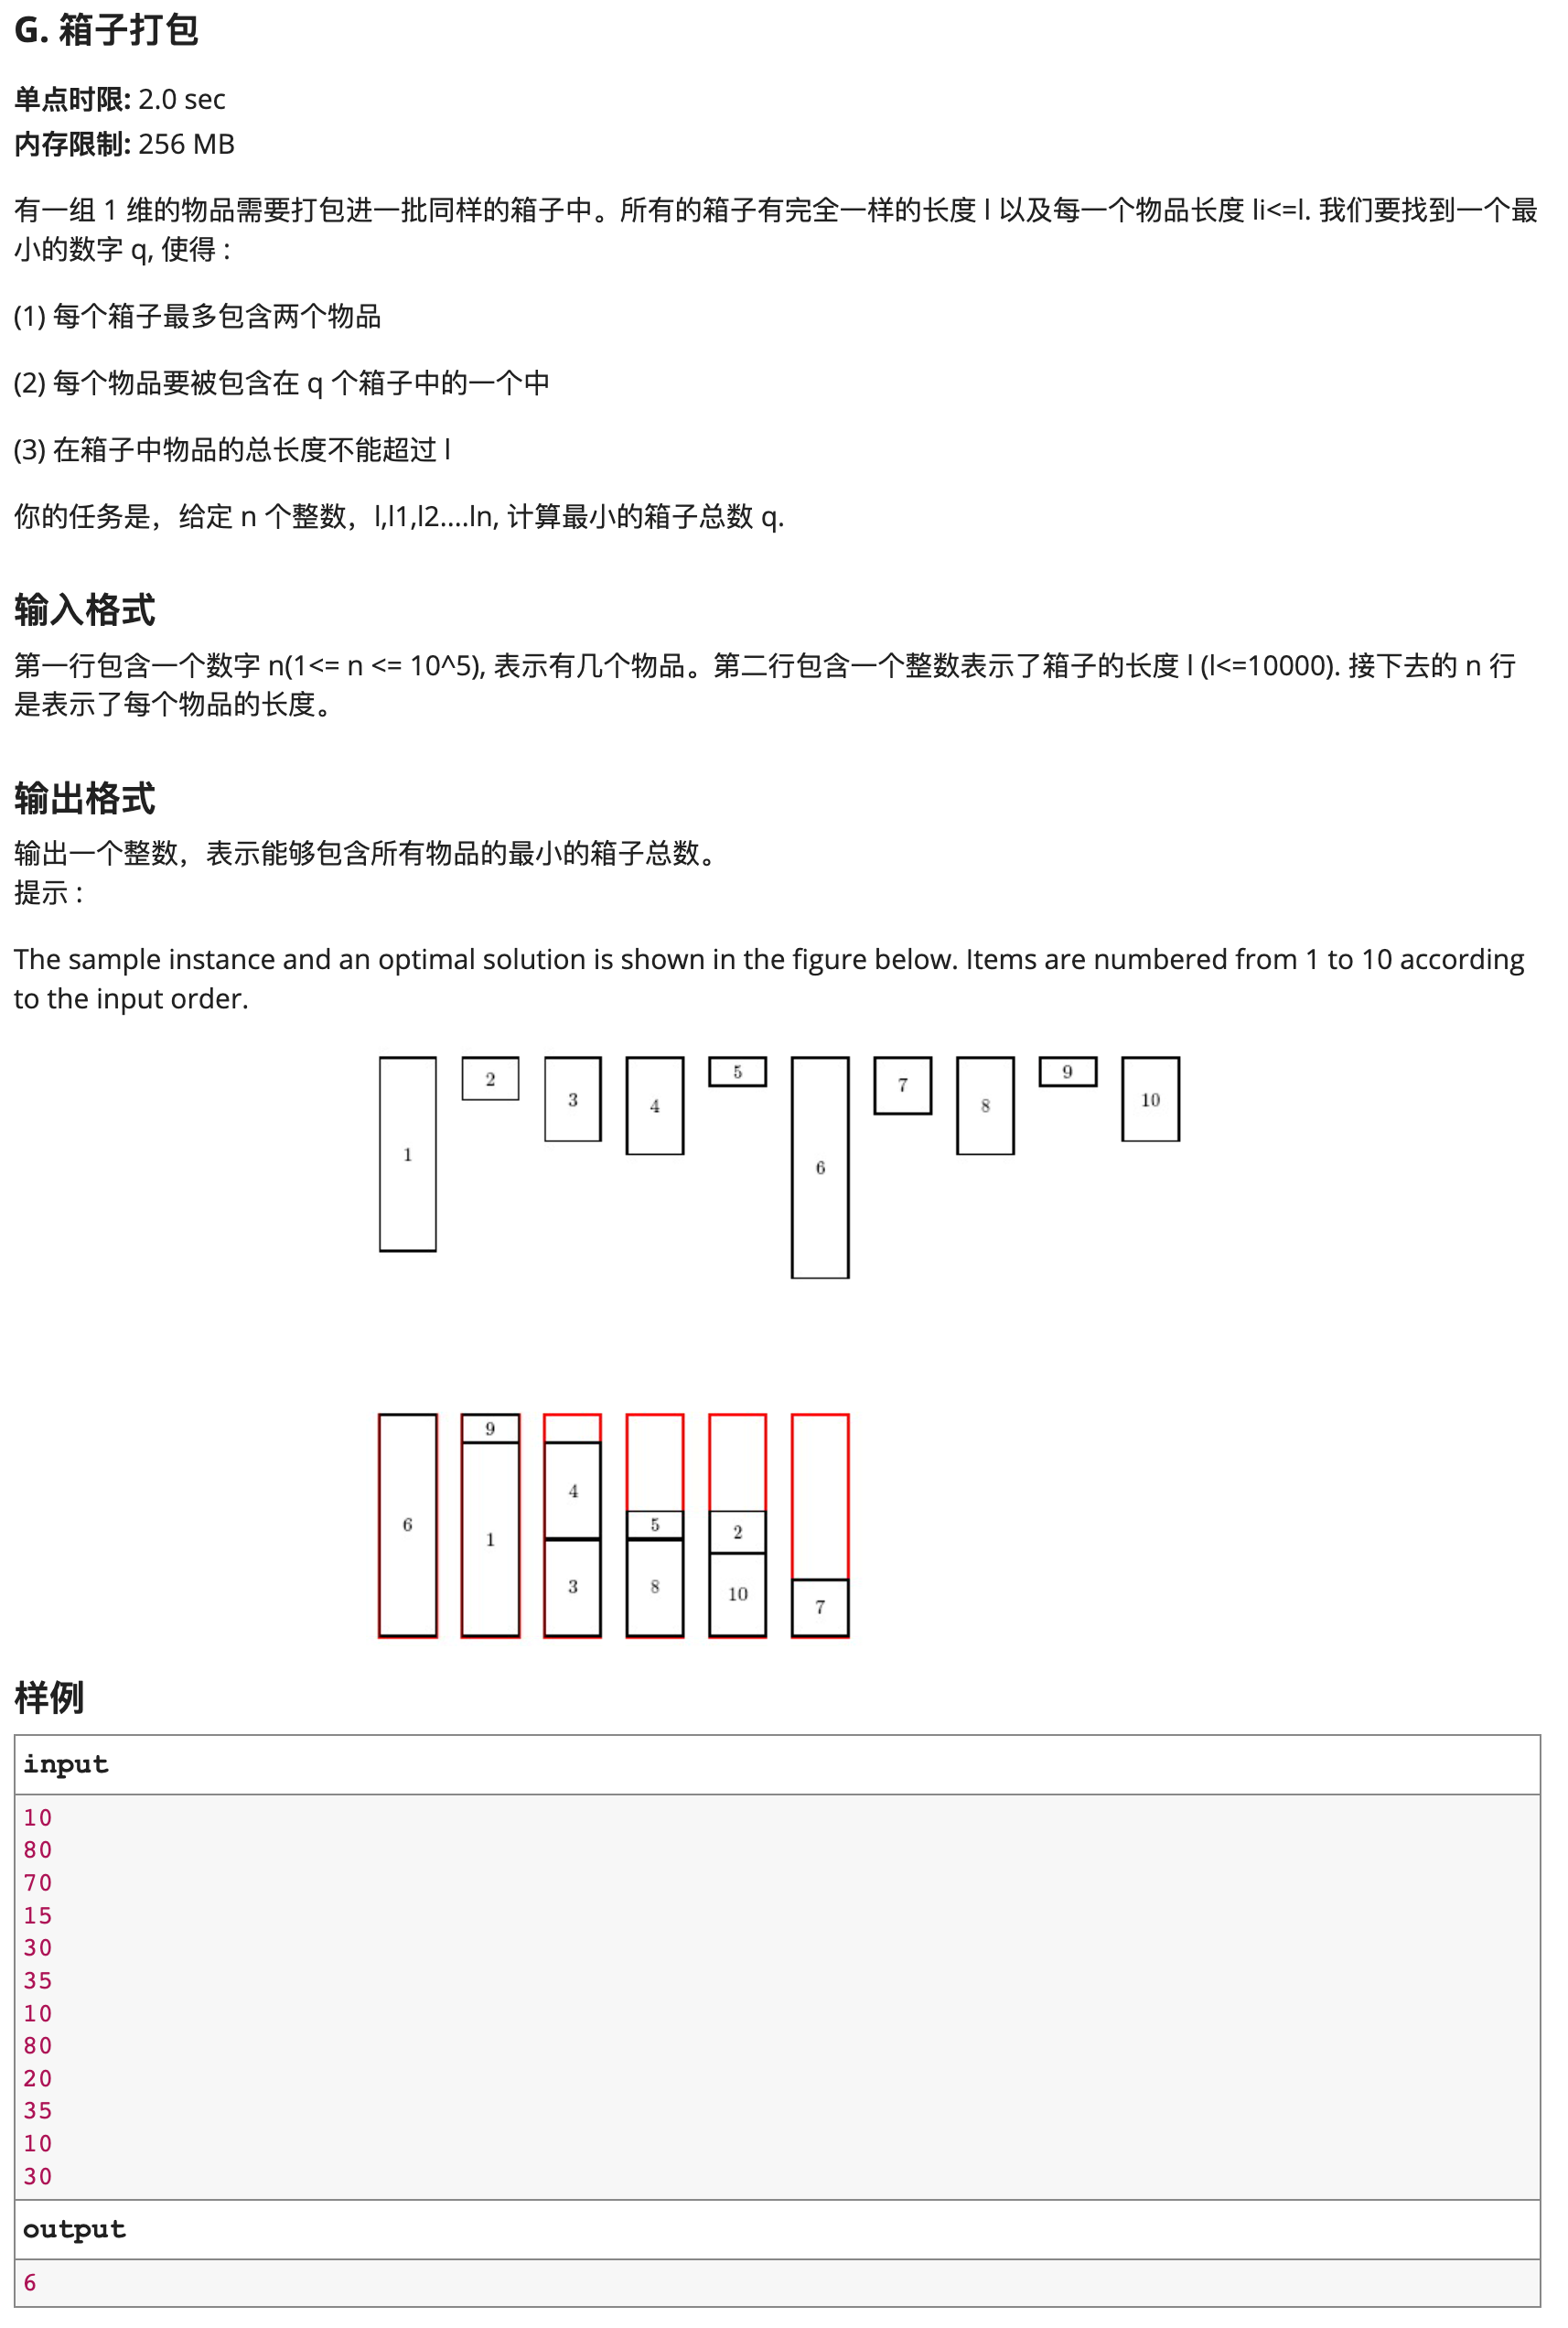 G. 箱子打包
单点时限: 2.0 sec
内存限制: 256 MB
有一组 1 维的物品需要打包进一批同样的箱子中。所有的箱子有完全一样的长度 l 以及每一个物品长度 li<=l. 我们要找到一个最
小的数字 q, 使得 :
(1) 每个箱子最多包含两个物品
(2) 每个物品要被包含在 q 个箱子中的一个中
(3) 在箱子中物品的总长度不能超过 l
你的任务是，给定 n 个整数，l,l1,l2....ln, 计算最小的箱子总数 q.
输入格式
第一行包含一个数字 n(1<= n <= 10^5), 表示有几个物品。第二行包含一个整数表示了箱子的长度 l (l<=10000). 接下去的 n 行
是表示了每个物品的长度。
输出格式
输出一个整数，表示能够包含所有物品的最小的箱子总数。
提示 :
The sample instance and an optimal solution is shown in the figure below. Items are numbered from 1 to 10 according
to the input order.
1 2 3 4 5 6 7 8 9 10
6 9 1 4 3 5 8 2 10 7
样例
input
10
80
70
15
30
35
10
80
20
35
10
30
output
6